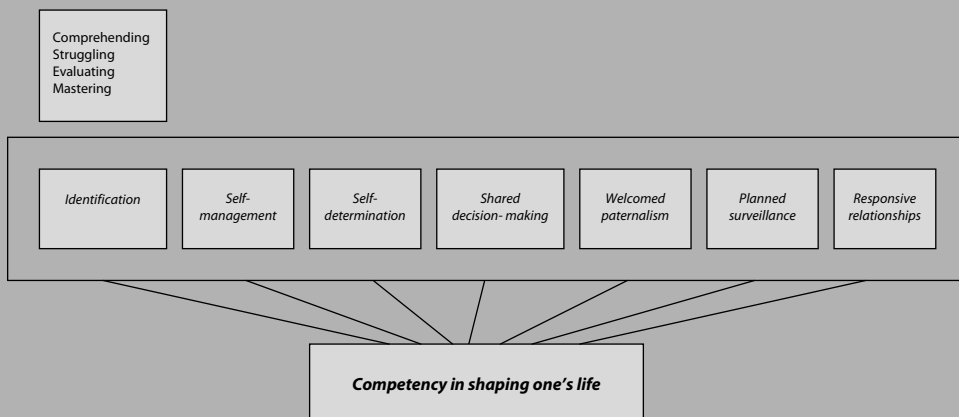 Comprehending
Struggling
Evaluating
Mastering
Identification
Self-
management
Self-
determination
Shared
decision- making
Welcomed
paternalism
Planned
surveillance
Responsive
relationships
Competency in shaping one’s life